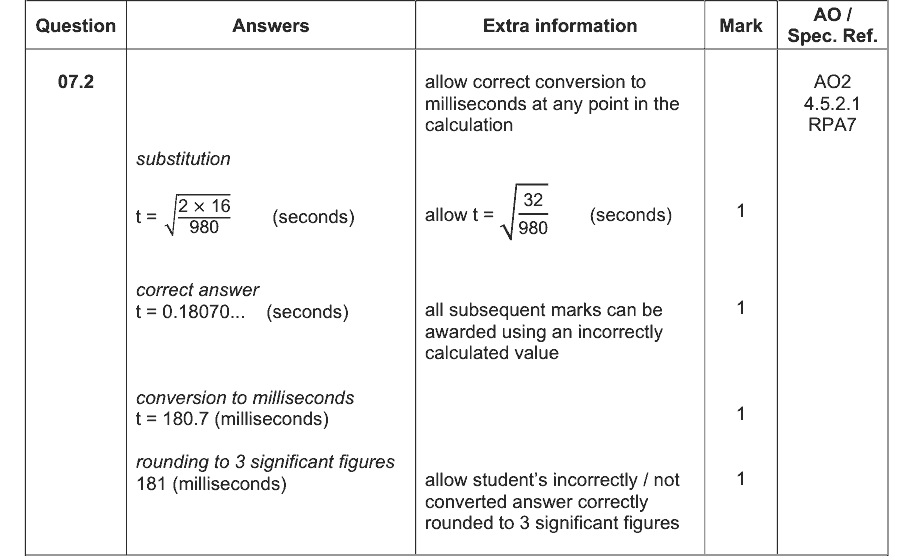 Question Answers Extra information Mark AO / Spec. Ref.
07.2 allow correct conversion to AO2
milliseconds at any point in the 4.5.2.1
calculation RPA7
substitution
t = √(2 × 16 / 980) (seconds) allow t = √(32 / 980) (seconds) 1
correct answer
t = 0.18070... (seconds) all subsequent marks can be 1
awarded using an incorrectly
calculated value
conversion to milliseconds
t = 180.7 (milliseconds) 1
rounding to 3 significant figures
181 (milliseconds) allow student's incorrectly / not 1
converted answer correctly
rounded to 3 significant figures